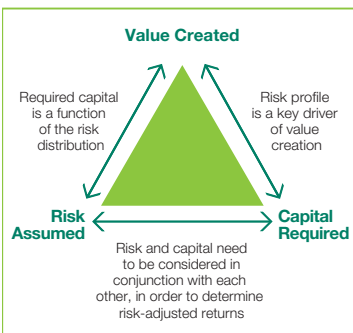 Value Created
Required capital
is a function
of the risk
distribution
Risk profile
is a key driver
of value
creation
Risk
Assumed
Capital
Required
Risk and capital need
to be considered in
conjunction with each
other, in order to determine
risk-adjusted returns